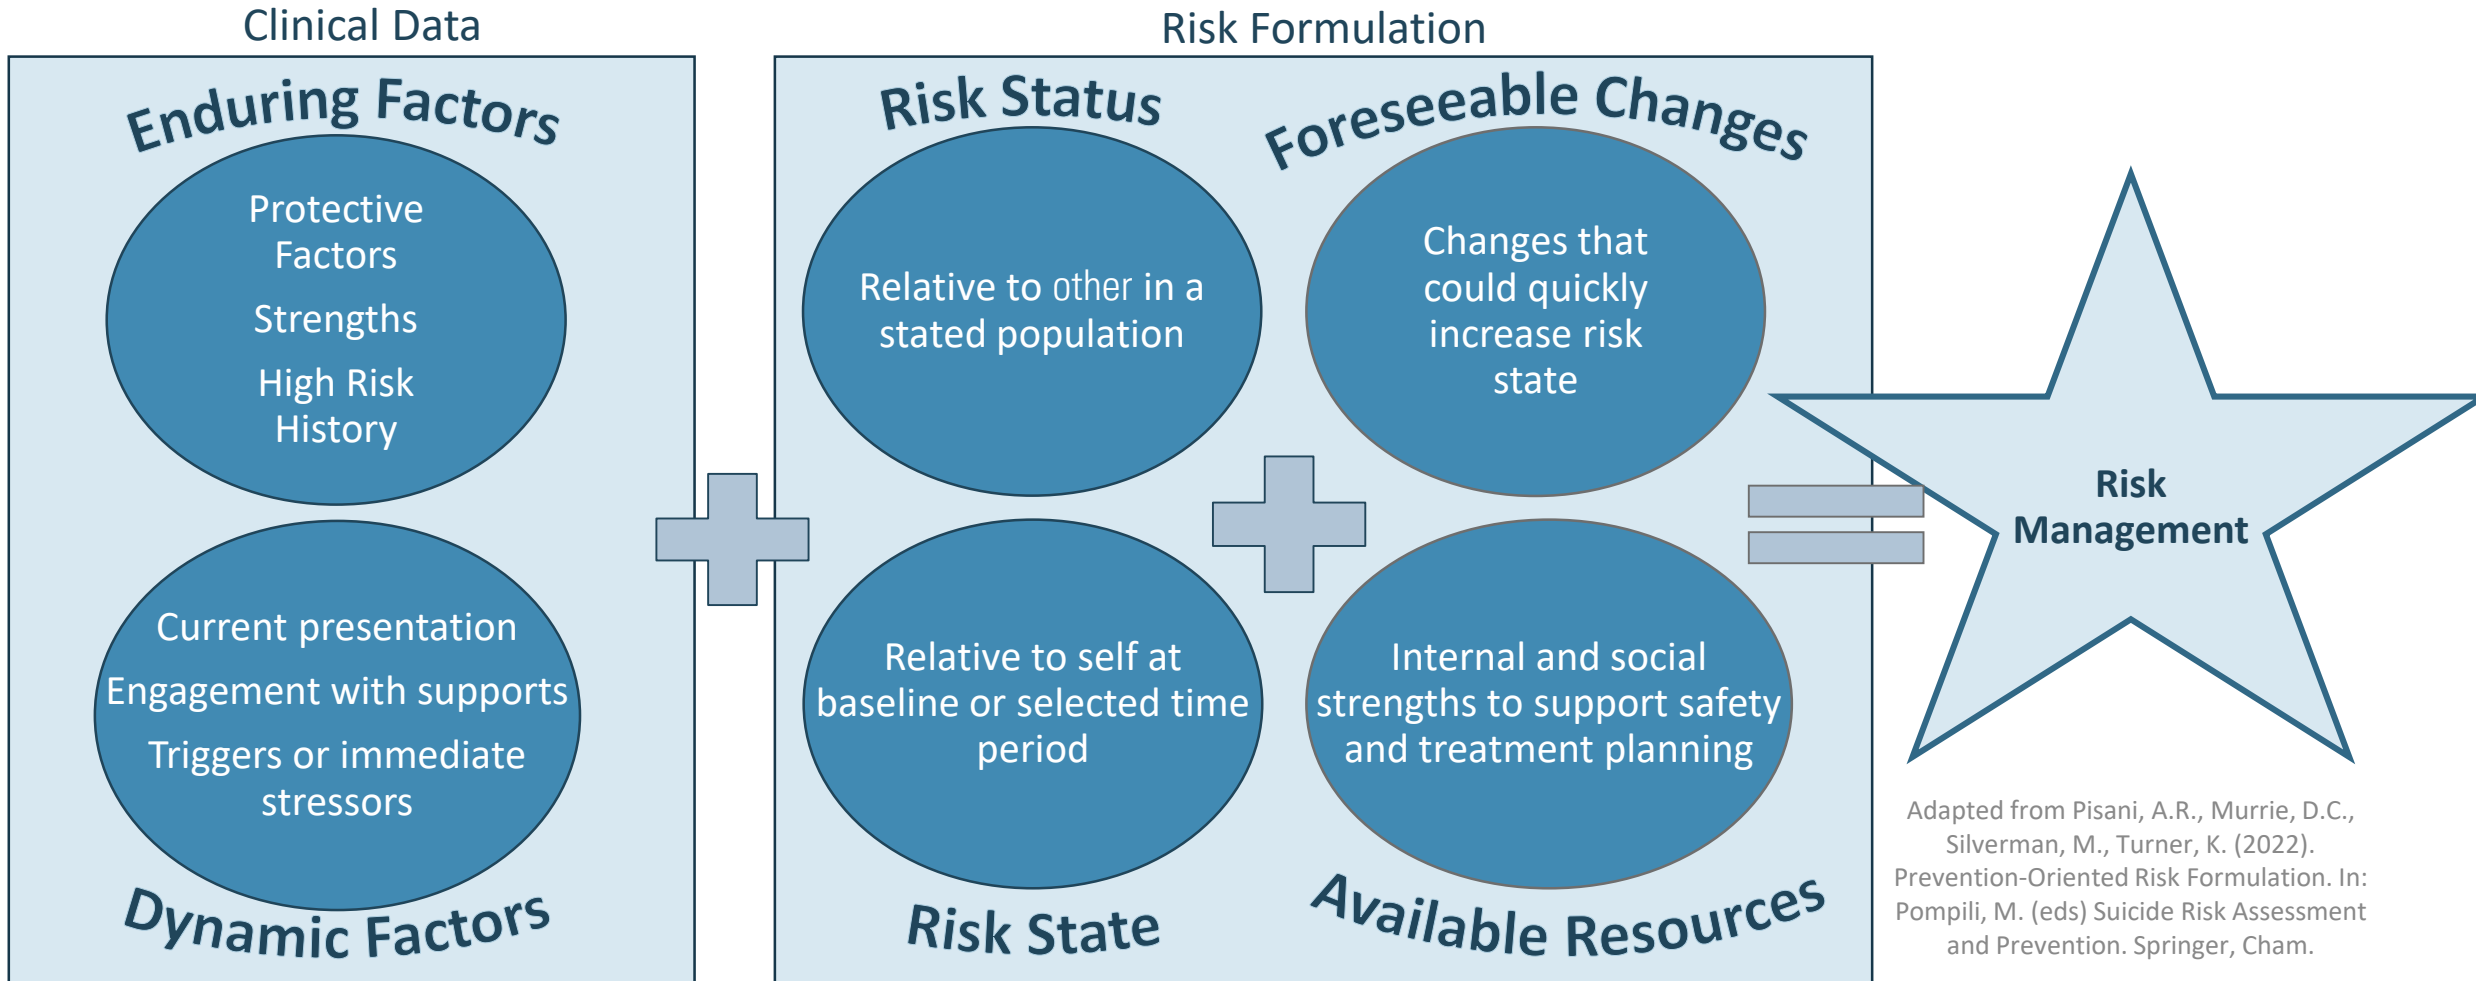 Clinical Data
Enduring Factors
Protective
Factors
Strengths
High Risk
History
Current presentation
Engagement with supports
Triggers or immediate
stressors
Dynamic Factors
Risk Formulation
Risk Status
Relative to other in a
stated population
Foreseeable Changes
Changes that
could quickly
increase risk
state
Relative to self at
baseline or selected time
period
Risk State
Internal and social
strengths to support safety
and treatment planning
Available Resources
Risk
Management
Adapted from Pisani, A.R., Murrie, D.C.,
Silverman, M., Turner, K. (2022).
Prevention-Oriented Risk Formulation. In:
Pompili, M. (eds) Suicide Risk Assessment
and Prevention. Springer, Cham.